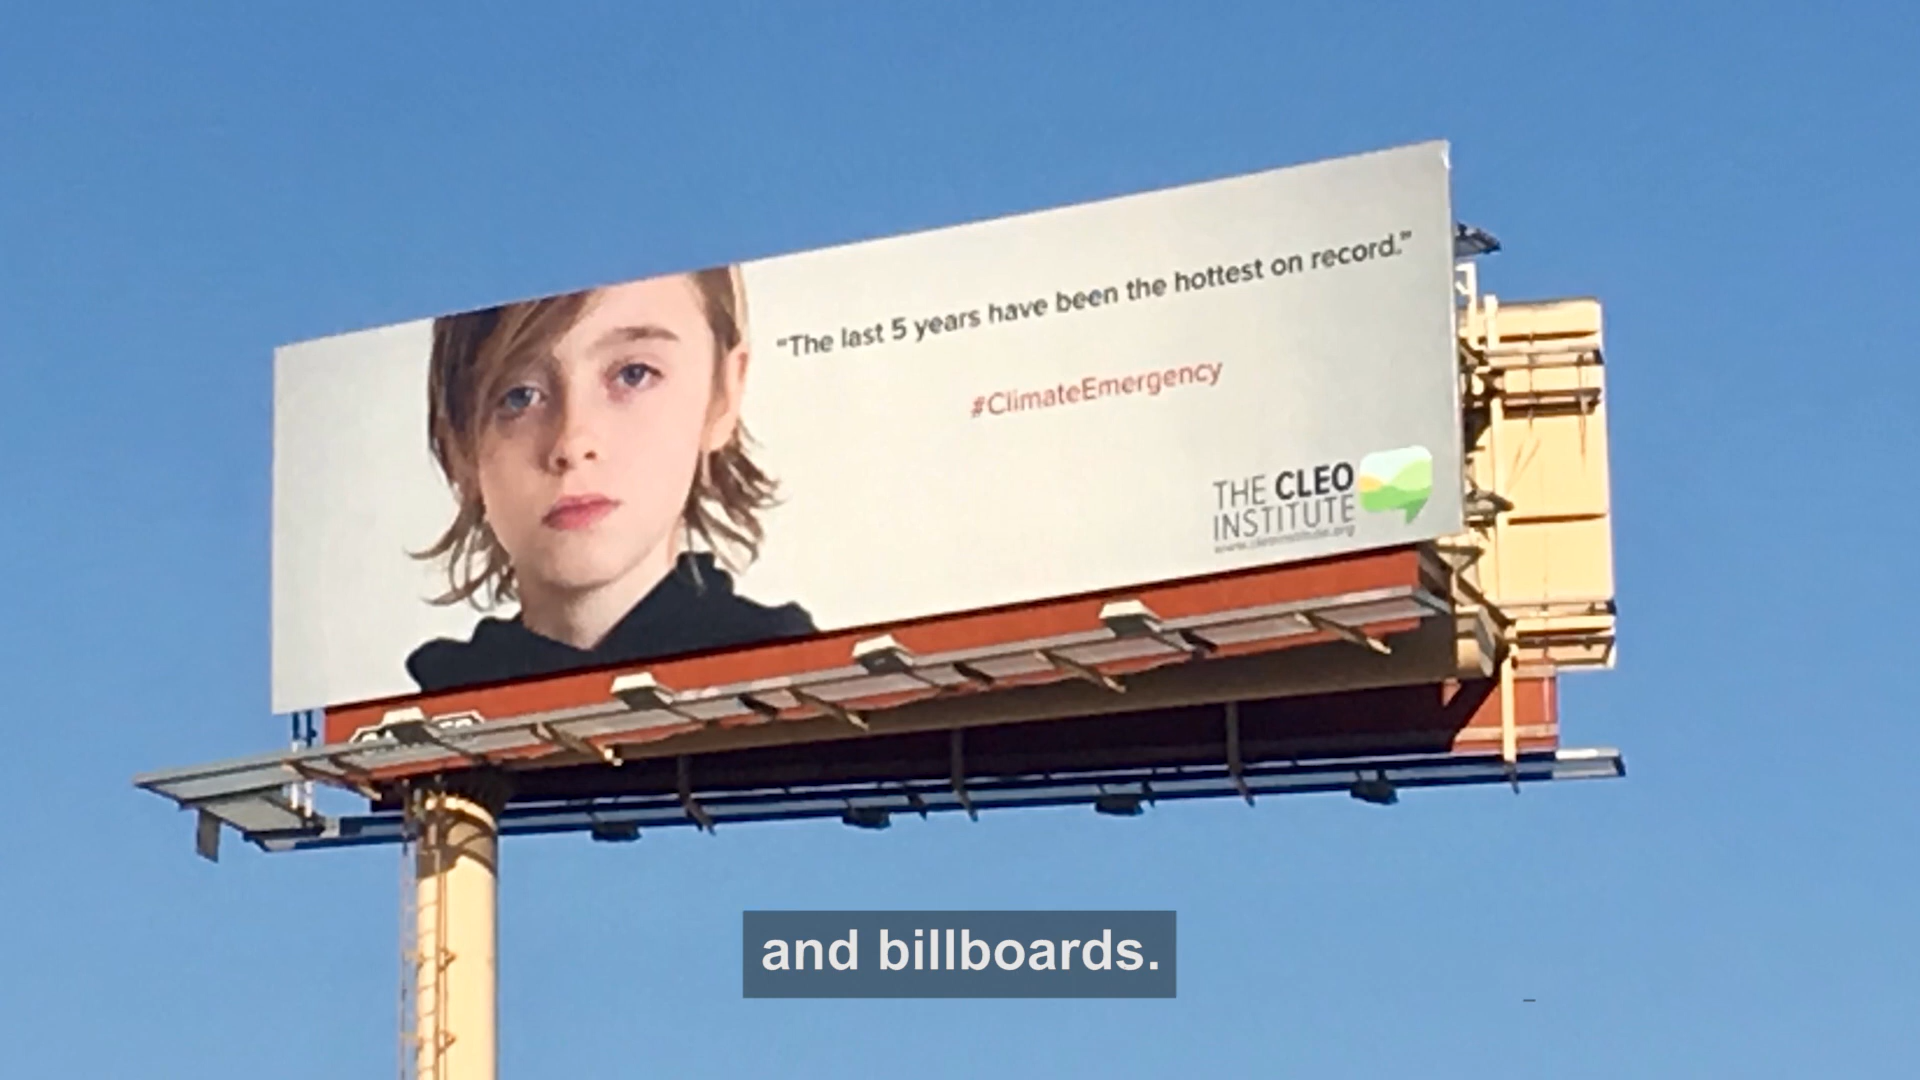 "The last 5 years have been the hottest on record."
#ClimateEmergency
THE CLEO
INSTITUTE
and billboards.